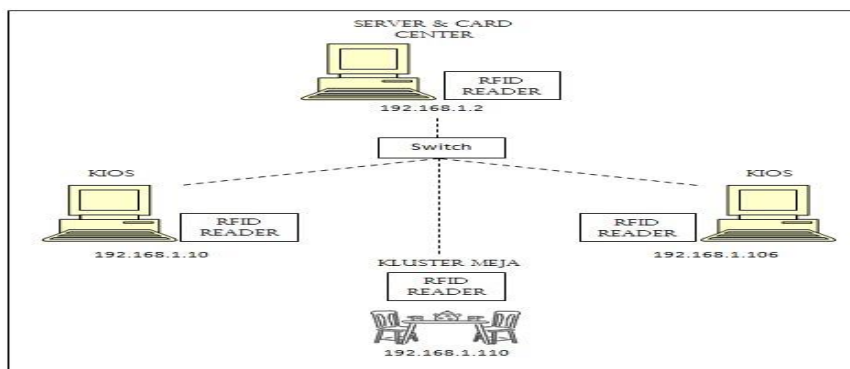 SERVER & CARD
CENTER
RFID
READER
192.168.1.2
Switch
KIOS
RFID
READER
192.168.1.10
KIOS
RFID
READER
192.168.1.106
KLUSTER MEJA
RFID
READER
192.168.1.110